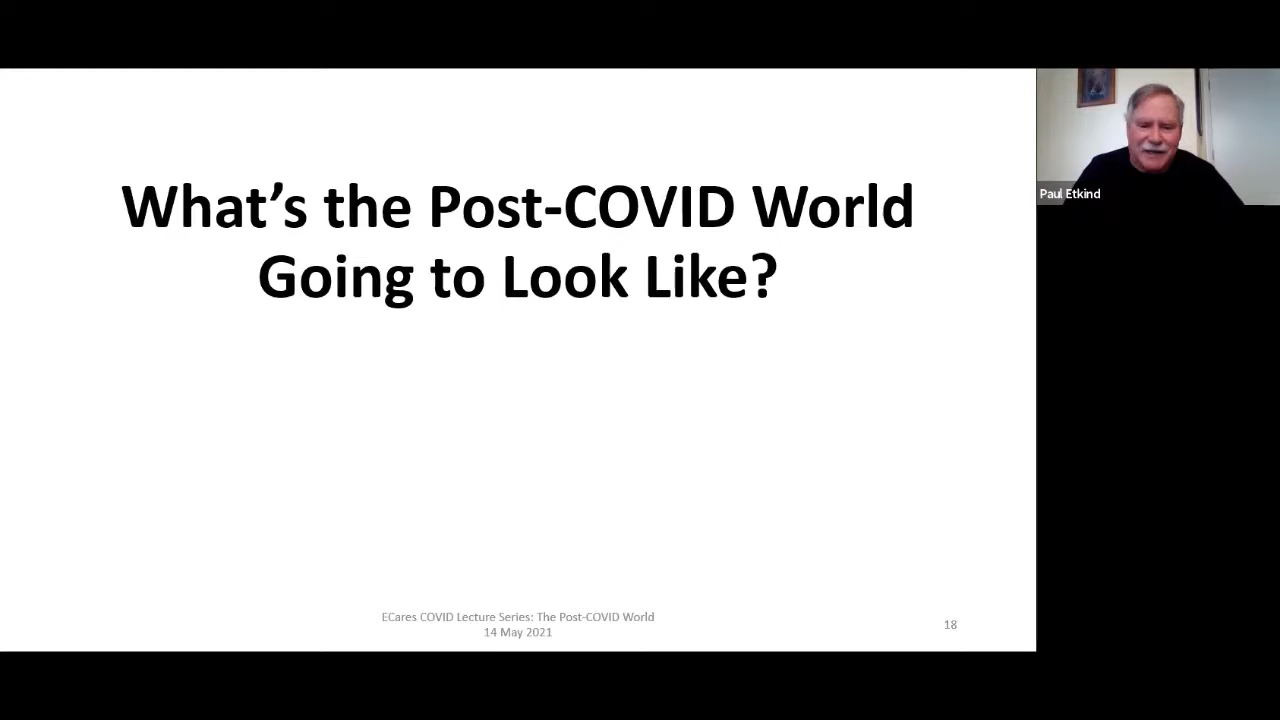 What's the Post-COVID World
Going to Look Like?
Paul Etkind
ECares COVID Lecture Series: The Post-COVID World
14 May 2021
18